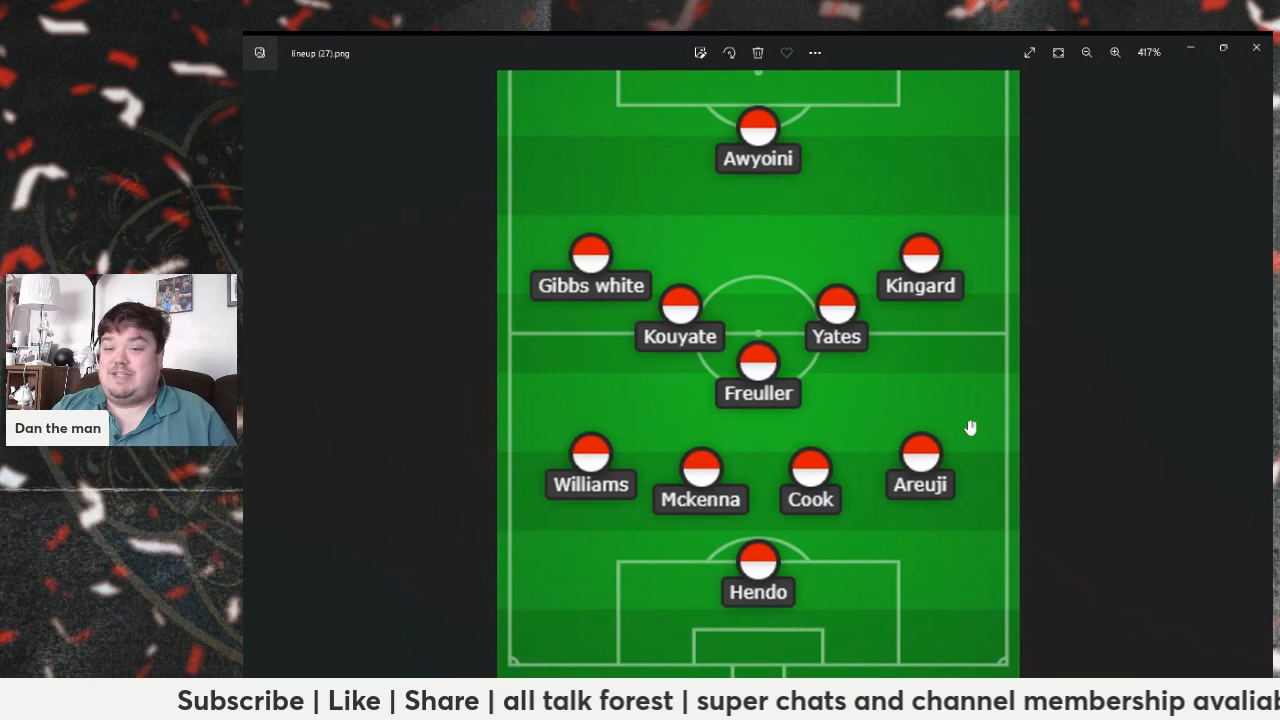 lineup (27).png
417%
Awyoini
Gibbs white
Kingard
Kouyate
Yates
Freuller
Dan the man
Williams
Mckenna
Cook
Areuji
Hendo
Subscribe | Like | Share | all talk forest | super chats and channel membership avalia